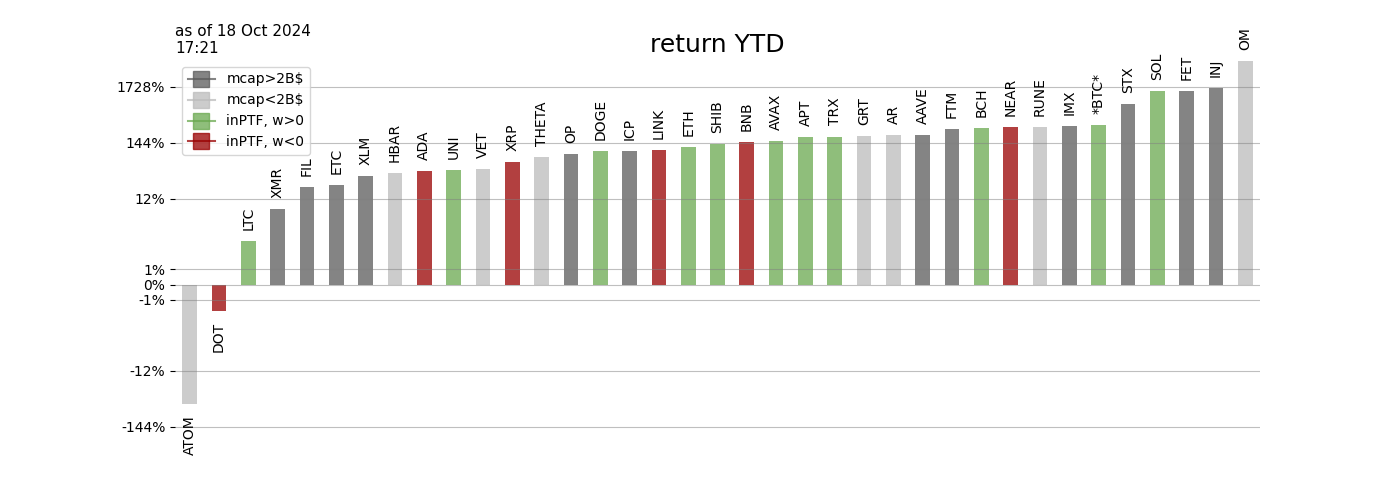 as of 18 Oct 2024
17:21
return YTD
mcap>2B$
mcap<2B$
inPTF, w>0
inPTF, w<0
1728%
144%
12%
1%
0%
-1%
-12%
-144%
ATOM
DOT
LTC
XMR
FIL
ETC
XLM
HBAR
ADA
UNI
VET
XRP
THETA
OP
DOGE
ICP
LINK
ETH
SHIB
BNB
AVAX
APT
TRX
GRT
AR
AAVE
FTM
BCH
NEAR
RUNE
IMX
*BTC*
STX
SOL
FET
INJ
OM